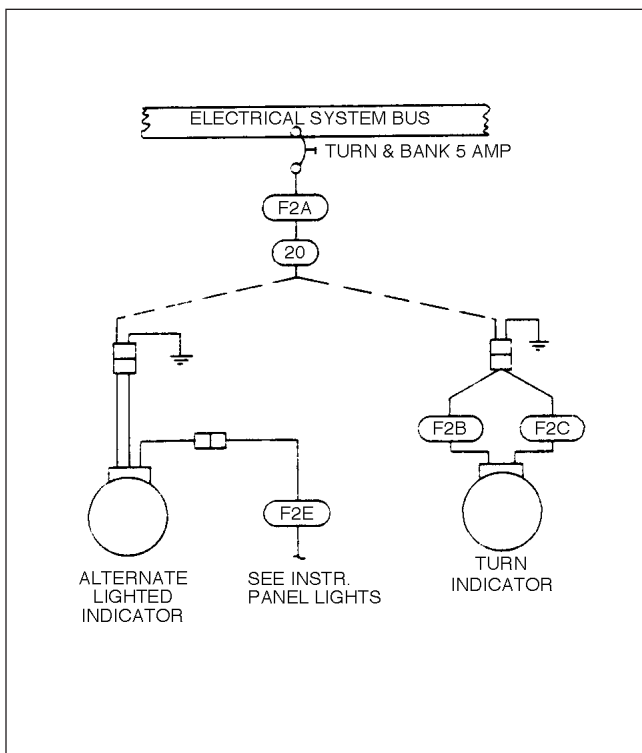 ELECTRICAL SYSTEM BUS
TURN & BANK 5 AMP
F2A
20
F2B
F2C
F2E
ALTERNATE
LIGHTED
INDICATOR
SEE INSTR.
PANEL LIGHTS
TURN
INDICATOR